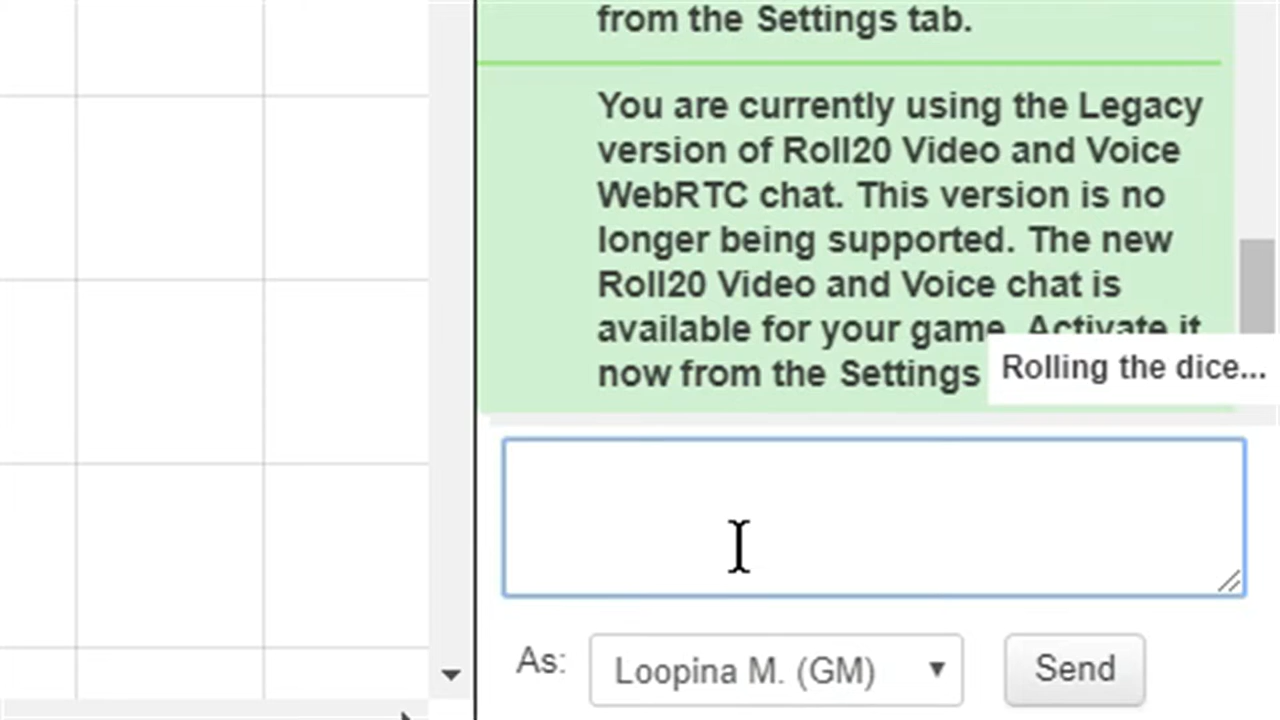 from the Settings tab.
You are currently using the Legacy
version of Roll20 Video and Voice
WebRTC chat. This version is no
longer being supported. The new
Roll20 Video and Voice chat is
available for your game. Activate it
now from the Settings
Rolling the dice...
As: Loopina M. (GM) Send